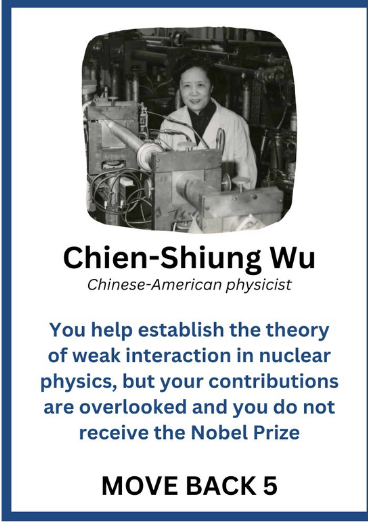 Chien-Shiung Wu
Chinese-American physicist
You help establish the theory
of weak interaction in nuclear
physics, but your contributions
are overlooked and you do not
receive the Nobel Prize
MOVE BACK 5